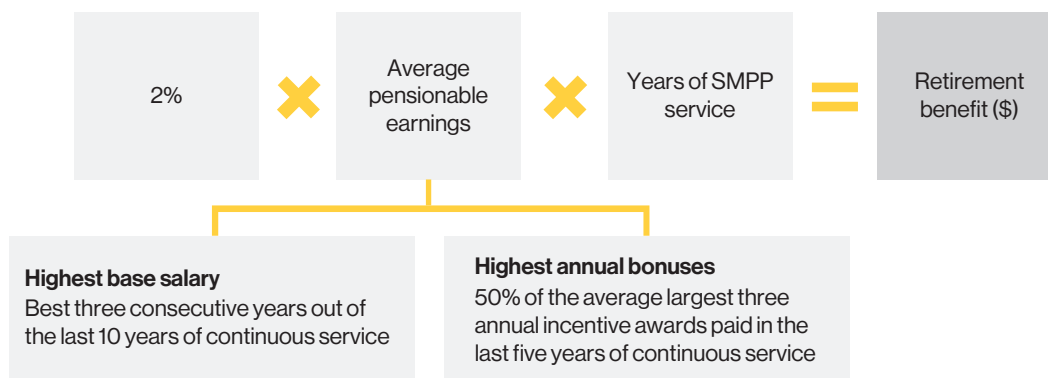 2%
Average
pensionable
earnings
Years of SMPP
service
Retirement
benefit ($)
Highest base salary
Best three consecutive years out of
the last 10 years of continuous service
Highest annual bonuses
50% of the average largest three
annual incentive awards paid in the
last five years of continuous service